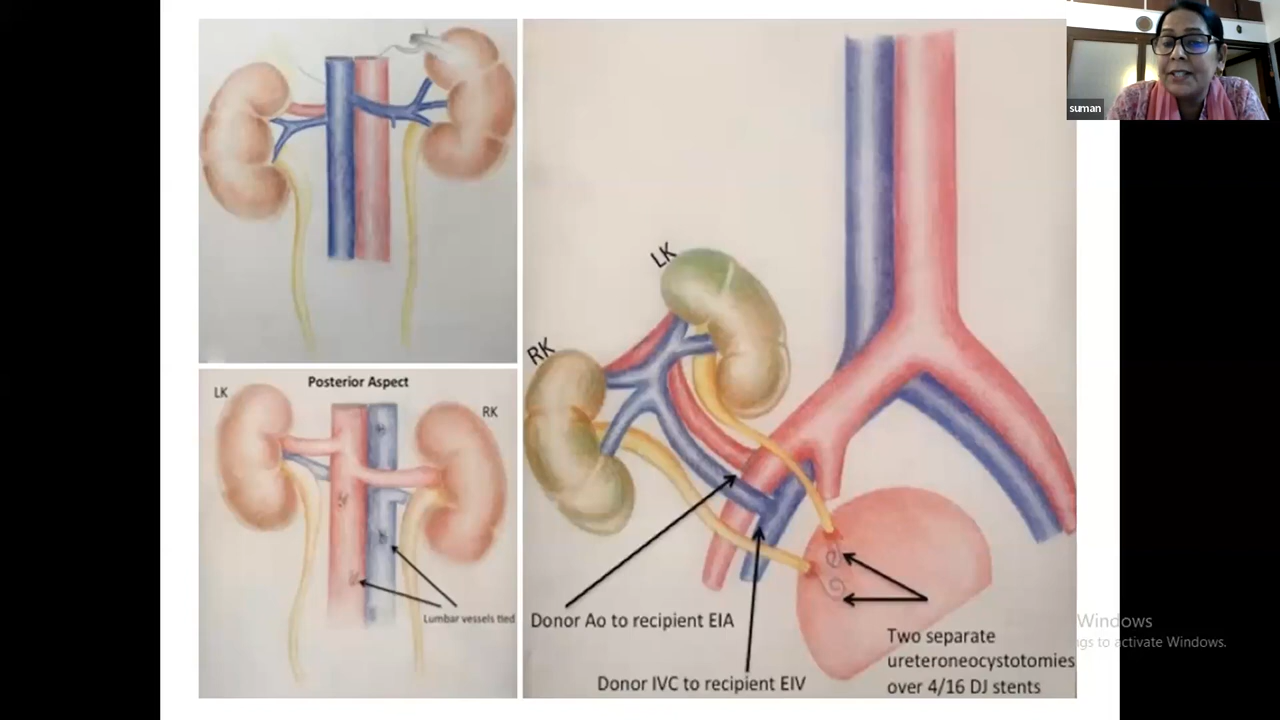 suman
Posterior Aspect
LK
RK
Lumbar vessels tied
LK
RK
Donor Ao to recipient EIA
Donor IVC to recipient EIV
Two separate
ureteroneocystotomies
over 4/16 DJ stents
Windows
gs to activate Windows.